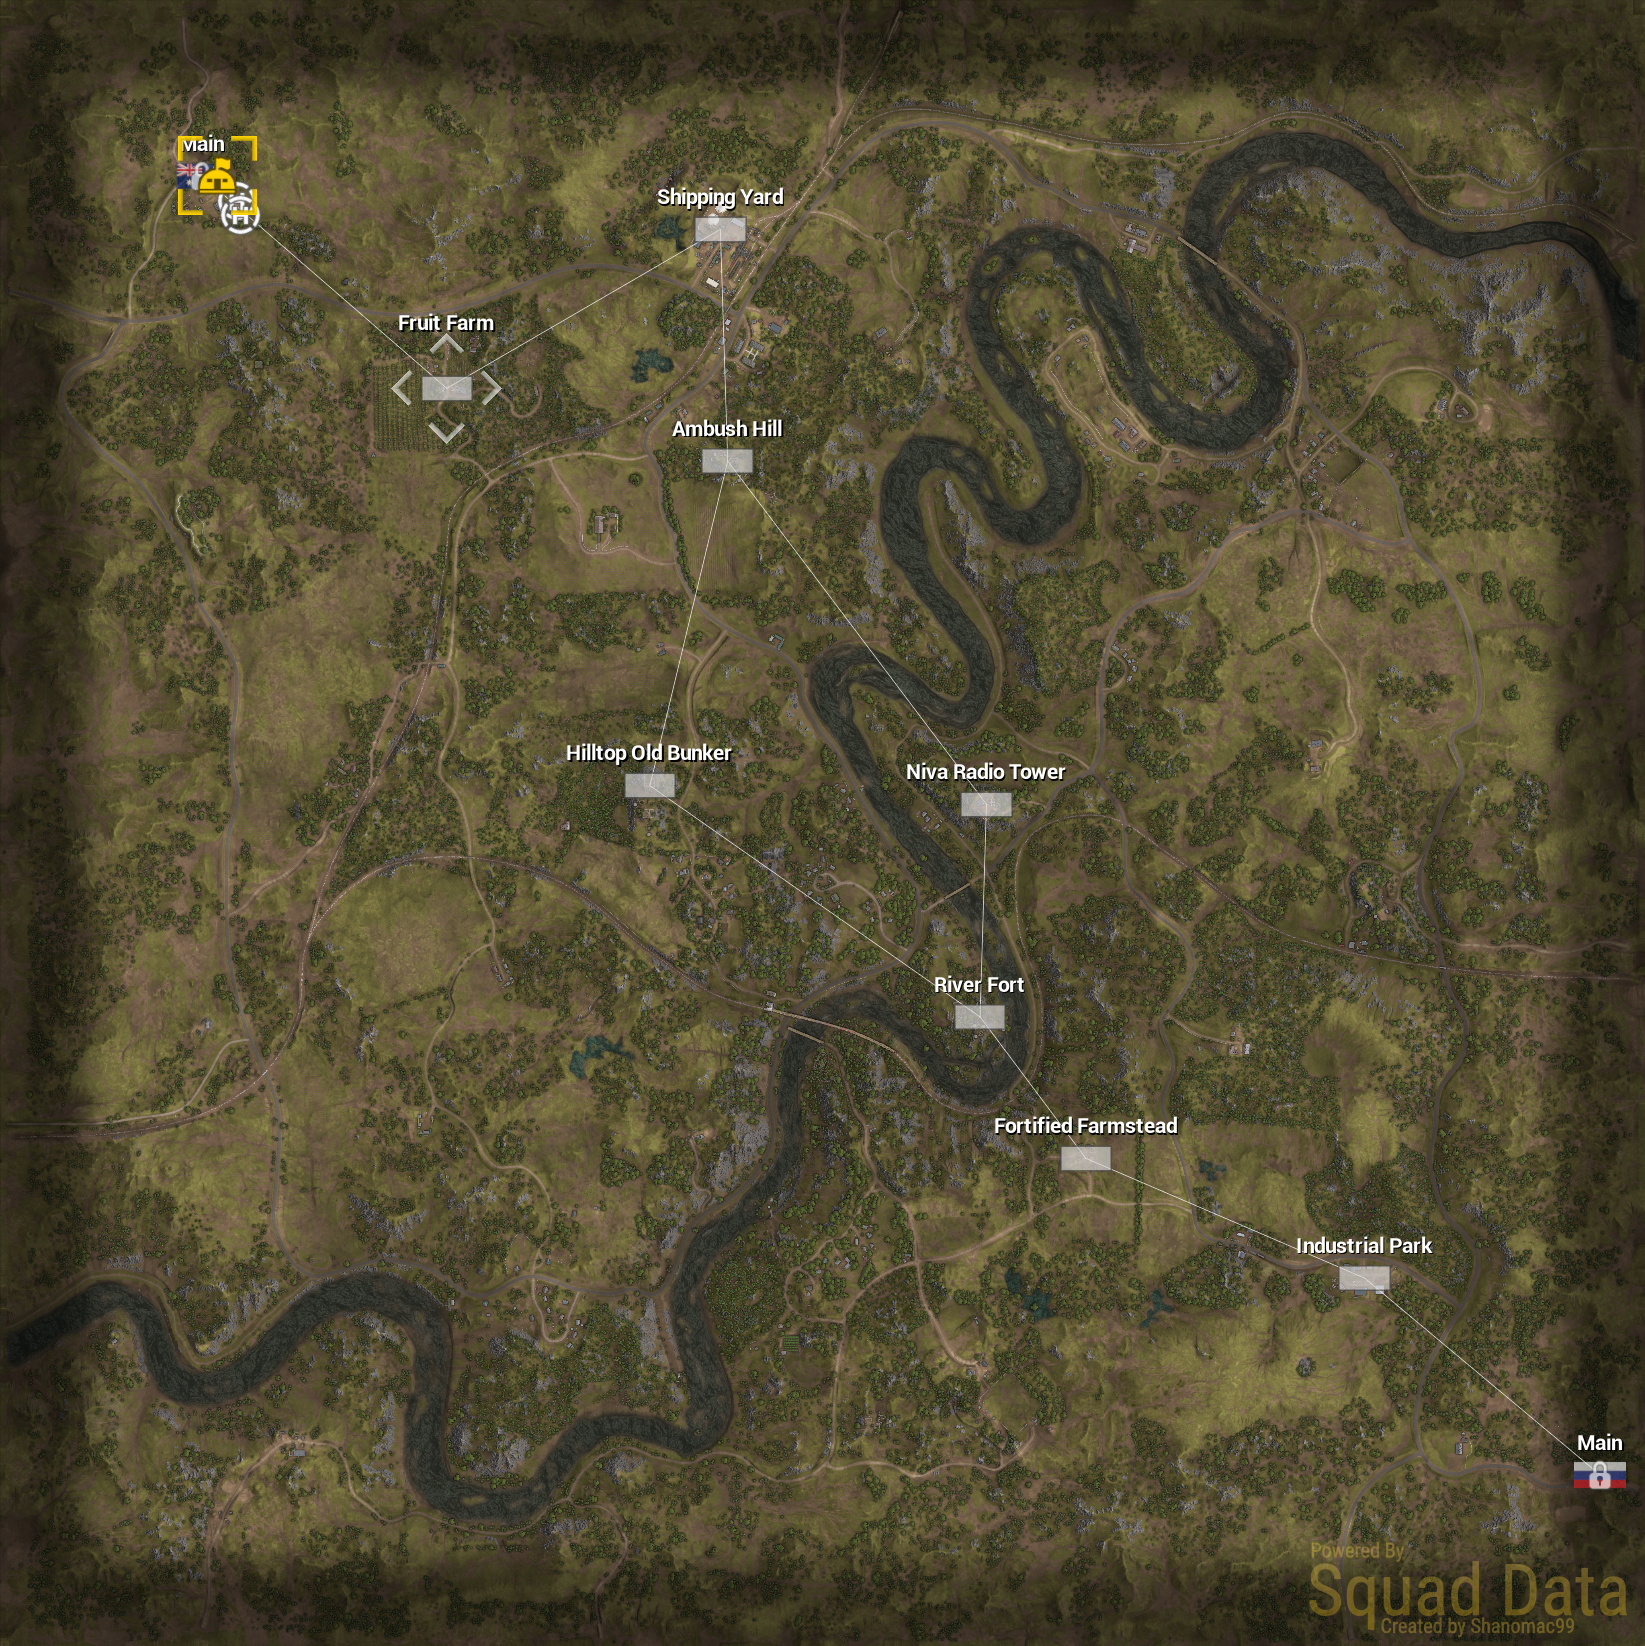 Main
Shipping Yard
Fruit Farm
Ambush Hill
Hilltop Old Bunker
Niva Radio Tower
River Fort
Fortified Farmstead
Industrial Park
Main
Powered By
Squad Data
Created by Shanomac99